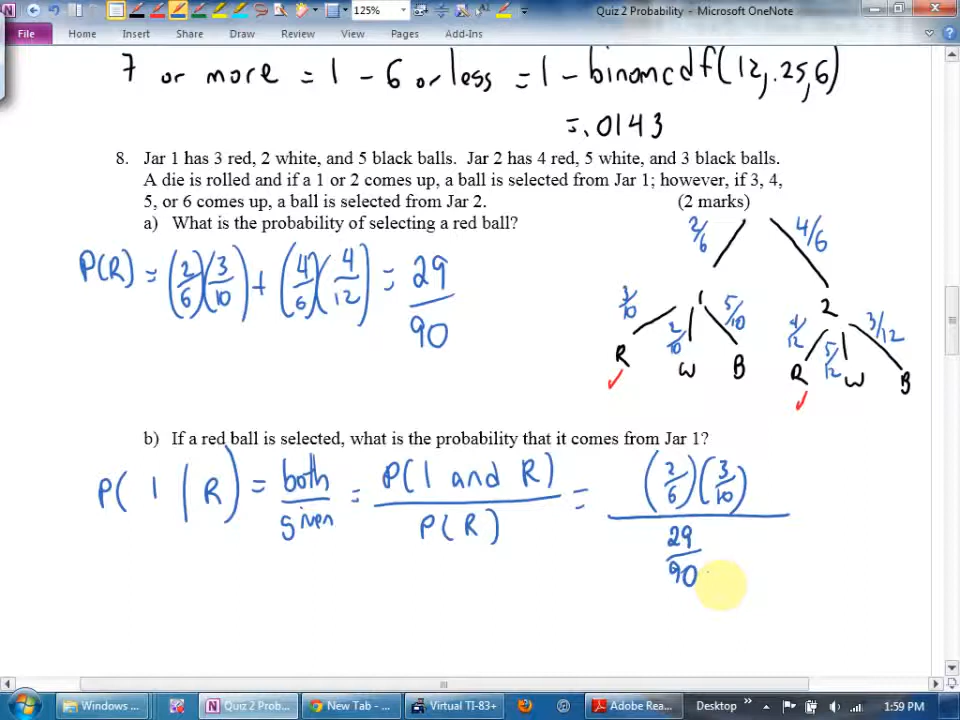 125%
Quiz 2 Probability - Microsoft OneNote
File Home Insert Share Draw Review View Pages Add-Ins
7 or more = 1 - 6 or less = 1 - binomcdf(12, .25, 6)
= .0143
8. Jar 1 has 3 red, 2 white, and 5 black balls. Jar 2 has 4 red, 5 white, and 3 black balls.
A die is rolled and if a 1 or 2 comes up, a ball is selected from Jar 1; however, if 3, 4,
5, or 6 comes up, a ball is selected from Jar 2. (2 marks)
a) What is the probability of selecting a red ball?
2/6 4/6
P(R) = (2/6)(3/10) + (4/6)(4/12) = 29/90
1 2
3/10 2/10 5/10 4/12 5/12 3/12
R W B R W B
b) If a red ball is selected, what is the probability that it comes from Jar 1?
P( 1 | R) = both/given = P(1 and R)/P(R) = (2/6)(3/10)
29/90
Windows ... Quiz 2 Prob... New Tab - ... Virtual TI-83+ Adobe Rea... Desktop 1:59 PM